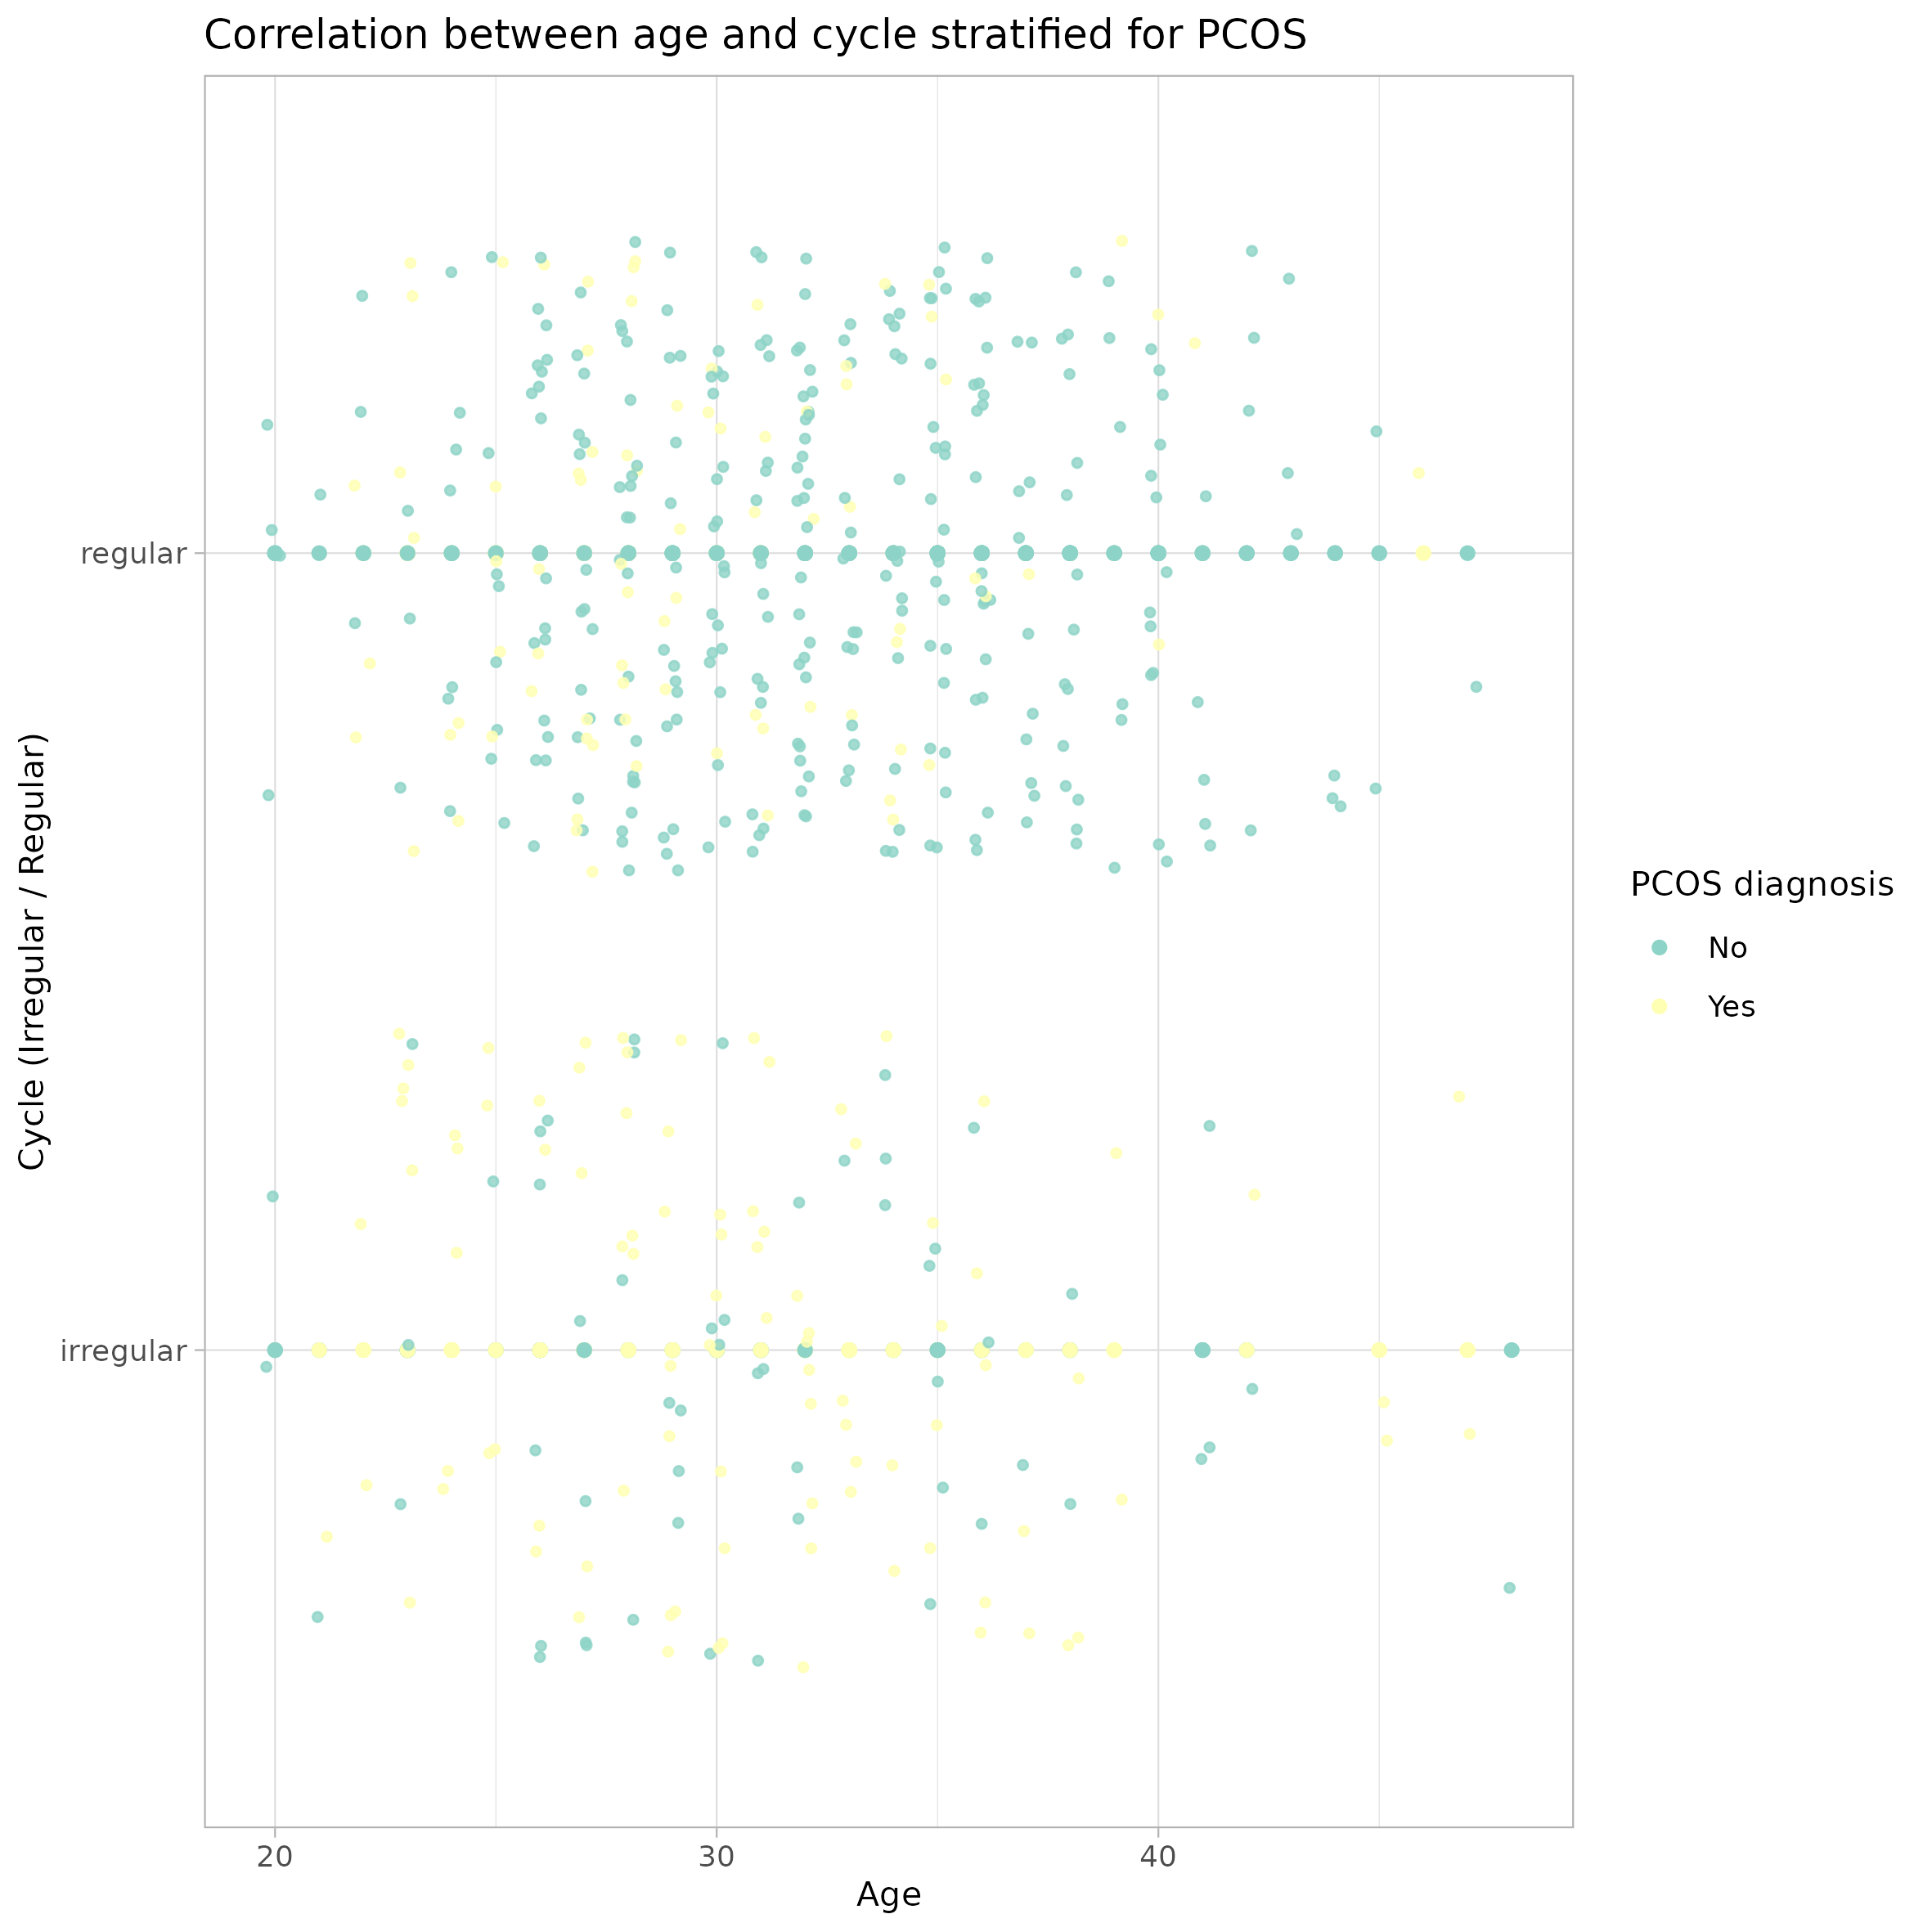 Correlation between age and cycle stratified for PCOS
Cycle (Irregular / Regular)
regular
irregular
20
30
40
Age
PCOS diagnosis
No
Yes